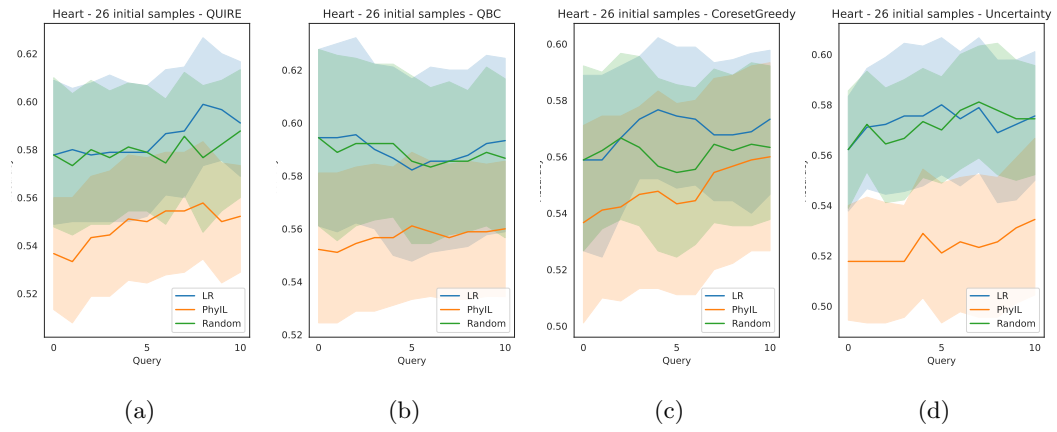 Heart - 26 initial samples - QUIRE
0.62
0.60
0.58
0.56
0.54
0.52
LR
PhyIL
Random
0 5 10
Query
(a)
Heart - 26 initial samples - QBC
0.62
0.60
0.58
0.56
0.54
0.52
LR
PhyIL
Random
0 5 10
Query
(b)
Heart - 26 initial samples - CoresetGreedy
0.60
0.58
0.56
0.54
0.52
0.50
LR
PhyIL
Random
0 5 10
Query
(c)
Heart - 26 initial samples - Uncertainty
0.60
0.58
0.56
0.54
0.52
0.50
LR
PhyIL
Random
0 5 10
Query
(d)